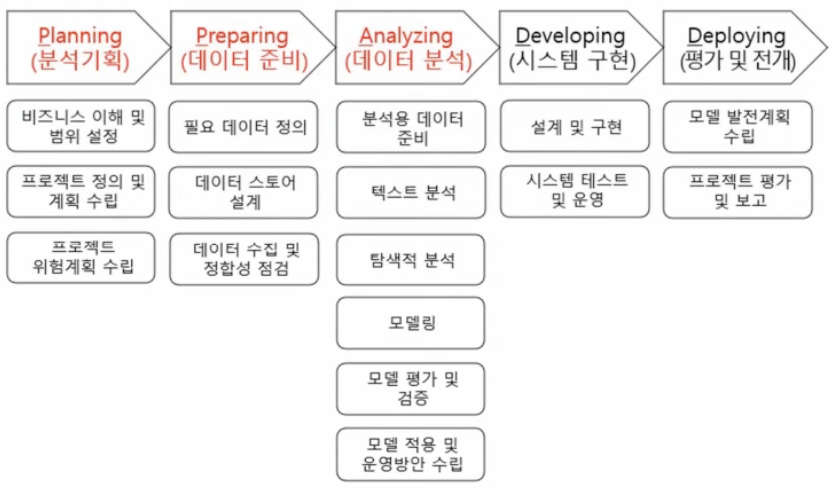 Planning
(분석기획)
Preparing
(데이터 준비)
Analyzing
(데이터 분석)
Developing
(시스템 구현)
Deploying
(평가 및 전개)
비즈니스 이해 및
범위 설정
프로젝트 정의 및
계획 수립
프로젝트
위험계획 수립
필요 데이터 정의
데이터 스토어
설계
데이터 수집 및
정합성 점검
분석용 데이터
준비
텍스트 분석
탐색적 분석
모델링
모델 평가 및
검증
모델 적용 및
운영방안 수립
설계 및 구현
시스템 테스트
및 운영
모델 발전계획
수립
프로젝트 평가
및 보고